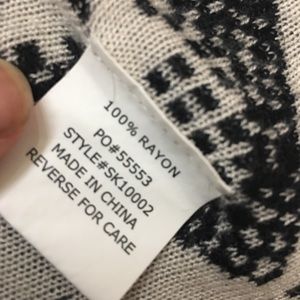 100% RAYON
PO#55553
STYLE#SK10002
MADE IN CHINA
REVERSE FOR CARE